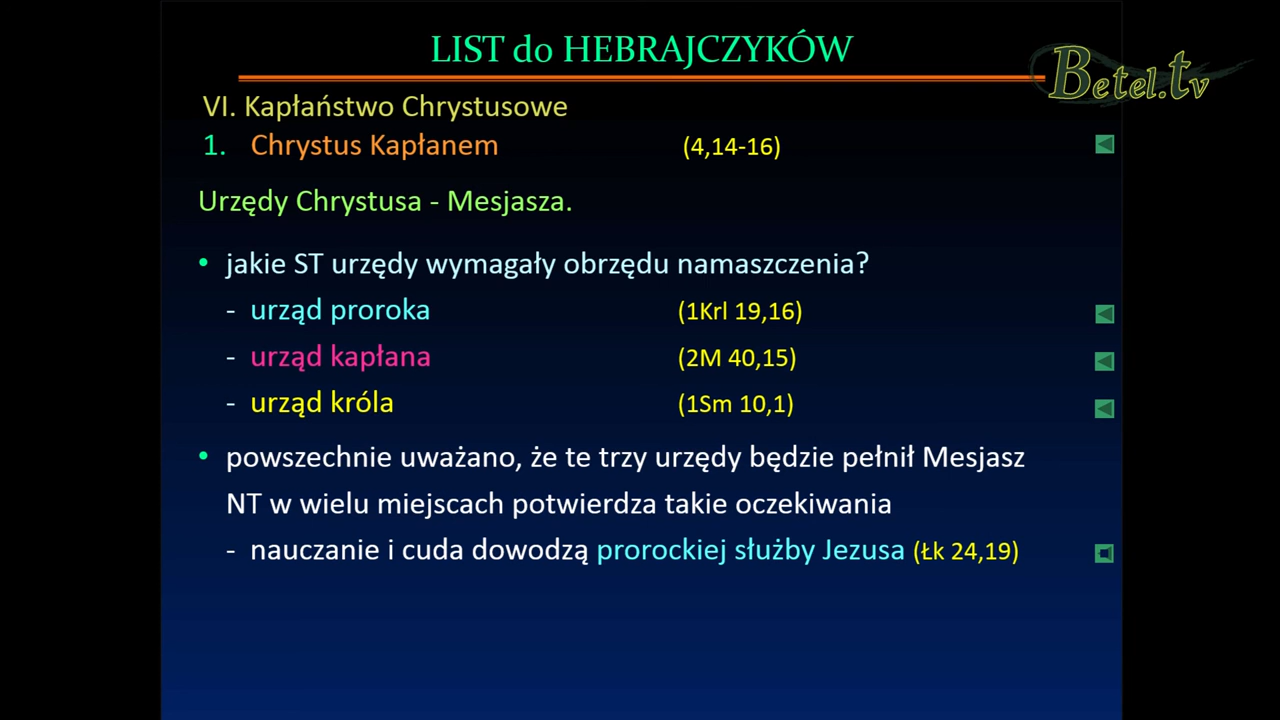 LIST do HEBRAJCZYKÓW
Betel.tv
VI. Kapłaństwo Chrystusowe
1. Chrystus Kapłanem (4,14-16)
Urzędy Chrystusa - Mesjasza.
• jakie ST urzędy wymagały obrzędu namaszczenia?
- urząd proroka (1Krl 19,16)
- urząd kapłana (2M 40,15)
- urząd króla (1Sm 10,1)
• powszechnie uważano, że te trzy urzędy będzie pełnił Mesjasz
NT w wielu miejscach potwierdza takie oczekiwania
- nauczanie i cuda dowodzą prorockiej służby Jezusa (Łk 24,19)